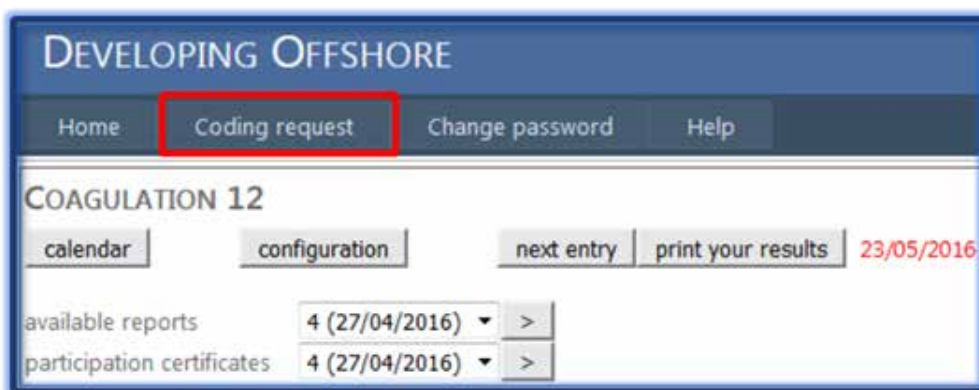 DEVELOPING OFFSHORE
Home Coding request Change password Help
COAGULATION 12
calendar configuration next entry print your results 23/05/2016
available reports 4 (27/04/2016) >
participation certificates 4 (27/04/2016) >